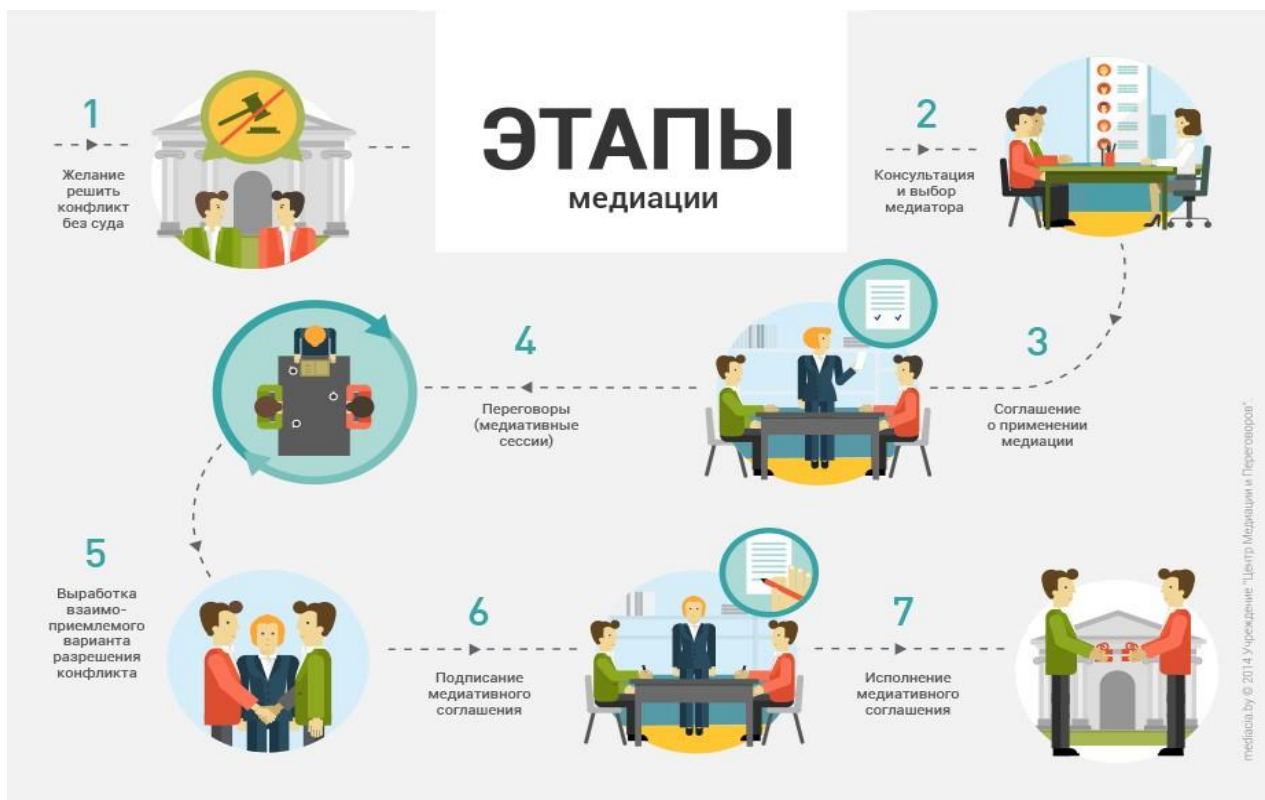 ЭТАПЫ
медиации
1
Желание
решить
конфликт
без суда
2
Консультация
и выбор
медиатора
3
Соглашение
о применении
медиации
4
Переговоры
(медиативные
сессии)
5
Выработка
взаимо-
приемлемого
варианта
разрешения
конфликта
6
Подписание
медиативного
соглашения
7
Исполнение
медиативного
соглашения
mediacia.by © 2014 Учреждение "Центр Медиации и Переговоров".